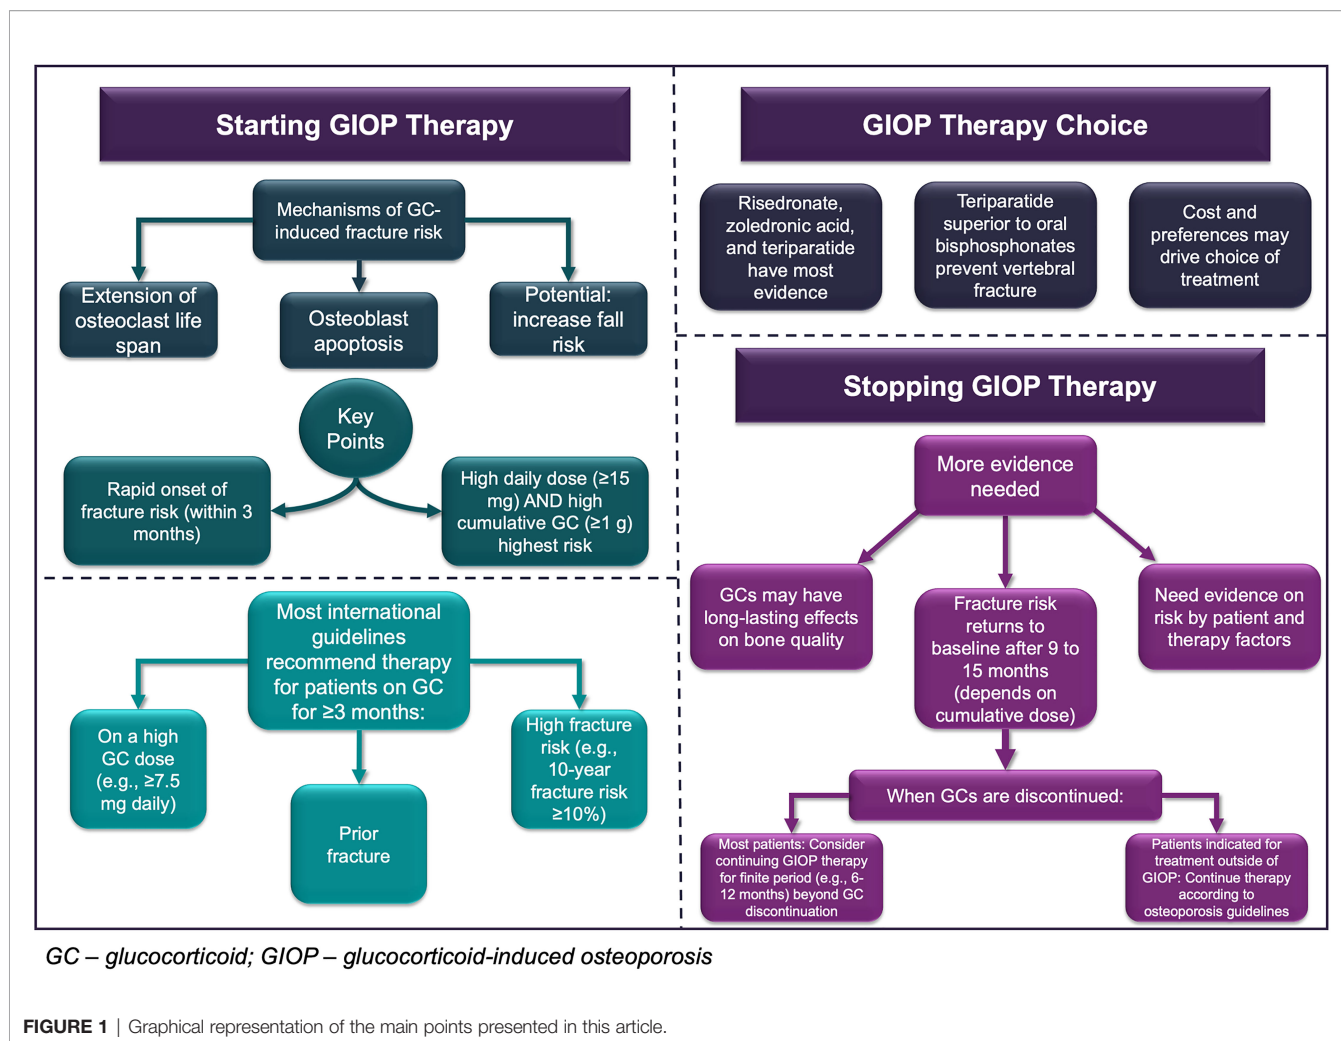 Starting GIOP Therapy
Mechanisms of GC-
induced fracture risk
Extension of
osteoclast life
span
Osteoblast
apoptosis
Potential:
increase fall
risk
Key
Points
Rapid onset of
fracture risk (within 3
months)
High daily dose (≥15
mg) AND high
cumulative GC (≥1 g)
highest risk
Most international
guidelines
recommend therapy
for patients on GC
for ≥3 months:
On a high
GC dose
(e.g., ≥7.5
mg daily)
Prior
fracture
High fracture
risk (e.g.,
10-year
fracture risk
≥10%)
GIOP Therapy Choice
Risedronate,
zoledronic acid,
and teriparatide
have most
evidence
Teriparatide
superior to oral
bisphosphonates
prevent vertebral
fracture
Cost and
preferences may
drive choice of
treatment
Stopping GIOP Therapy
More evidence
needed
GCs may have
long-lasting effects
on bone quality
Fracture risk
returns to
baseline after 9 to
15 months
(depends on
cumulative dose)
Need evidence on
risk by patient and
therapy factors
When GCs are discontinued:
Most patients: Consider
continuing GIOP therapy
for finite period (e.g., 6-
12 months) beyond GC
discontinuation
Patients indicated for
treatment outside of
GIOP: Continue therapy
according to
osteoporosis guidelines
GC – glucocorticoid; GIOP – glucocorticoid-induced osteoporosis
FIGURE 1 | Graphical representation of the main points presented in this article.